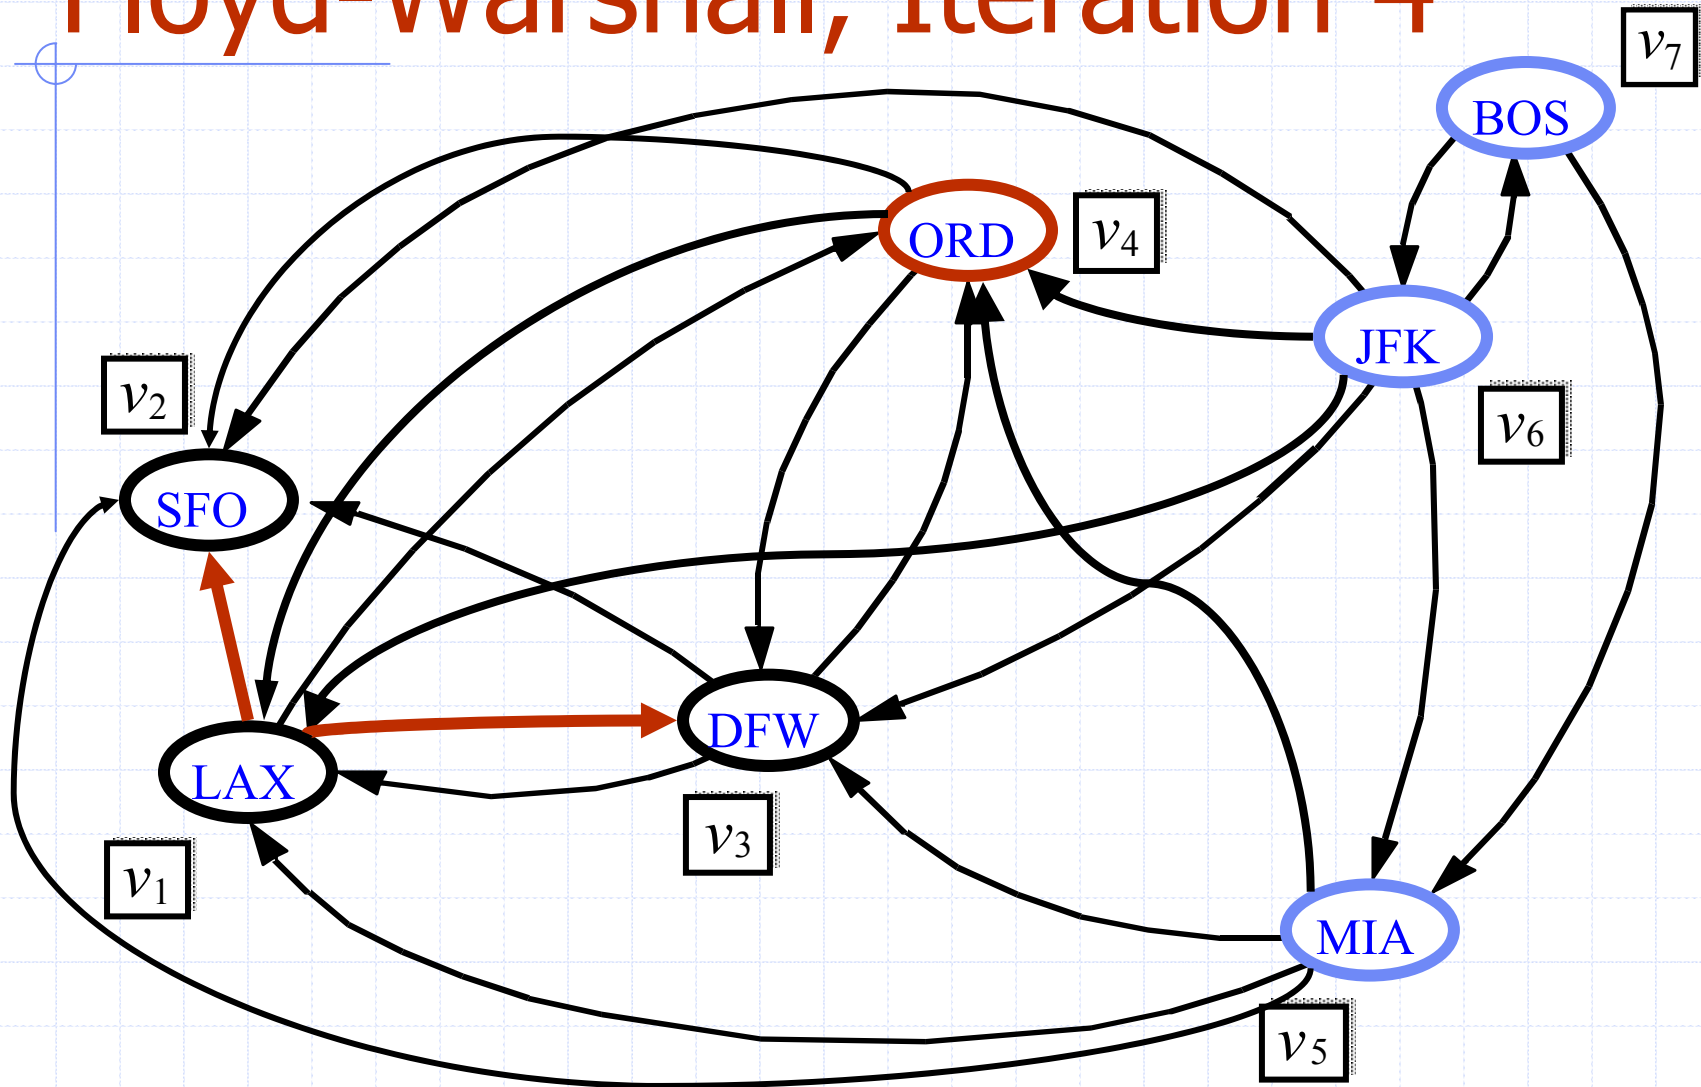 Floyd-Warshall, Iteration 4
v7
BOS
ORD
v4
JFK
v2
v6
SFO
DFW
LAX
v3
v1
MIA
v5